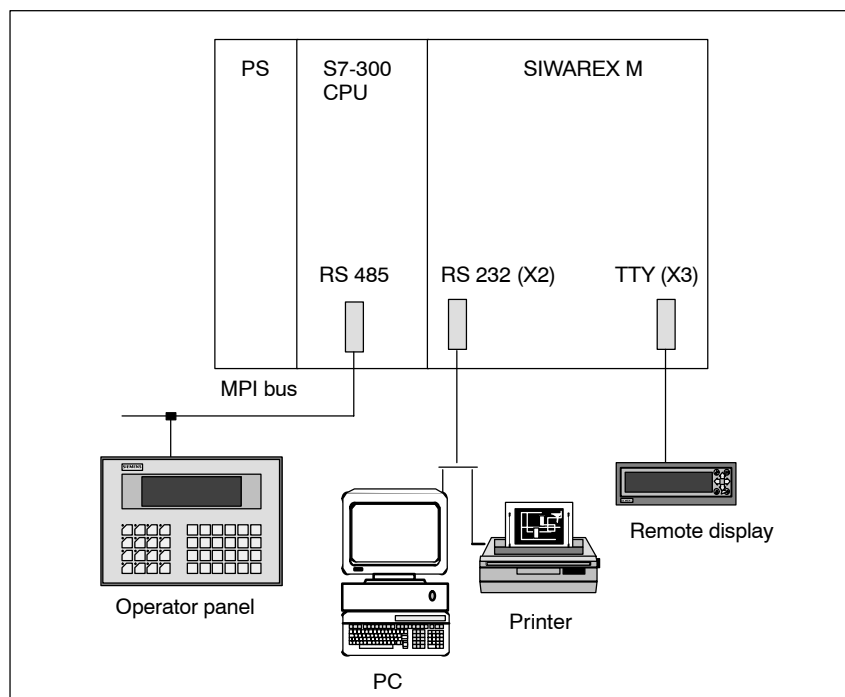 PS
S7-300
CPU
SIWAREX M
RS 485
RS 232 (X2)
TTY (X3)
MPI bus
SIEMENS
Remote display
Operator panel
Printer
PC